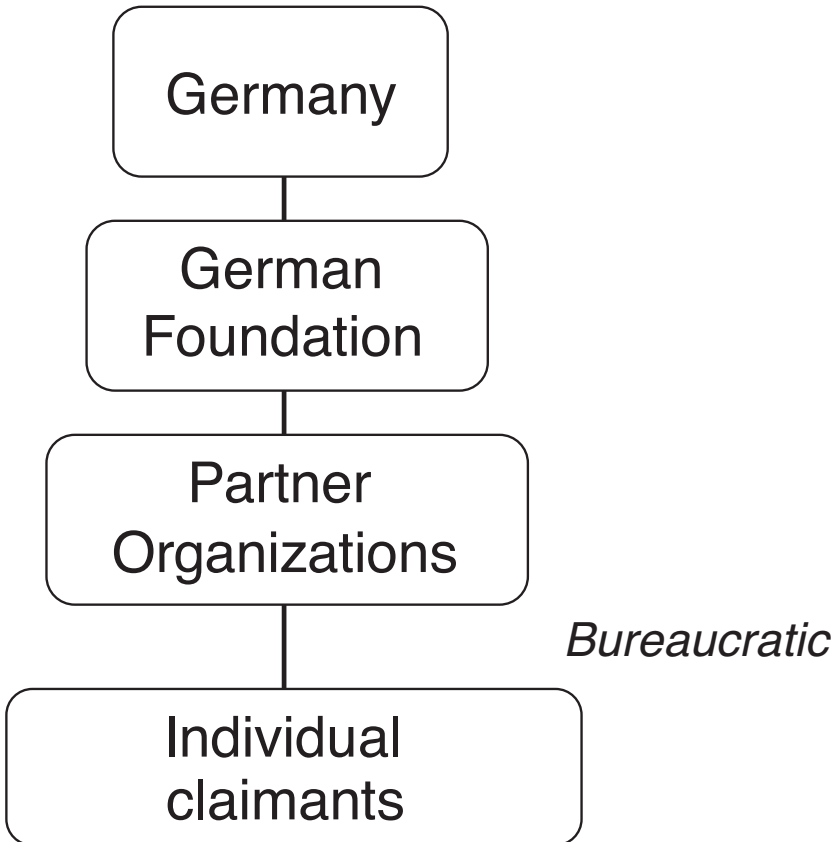 Germany
German
Foundation
Partner
Organizations
Bureaucratic
Individual
claimants